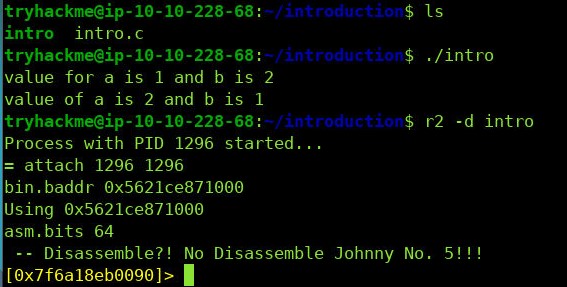 tryhackme@ip-10-10-228-68:~/introduction$ ls
intro  intro.c
tryhackme@ip-10-10-228-68:~/introduction$ ./intro
value for a is 1 and b is 2
value of a is 2 and b is 1
tryhackme@ip-10-10-228-68:~/introduction$ r2 -d intro
Process with PID 1296 started...
= attach 1296 1296
bin.baddr 0x5621ce871000
Using 0x5621ce871000
asm.bits 64
 -- Disassemble?! No Disassemble Johnny No. 5!!!
[0x7f6a18eb0090]>